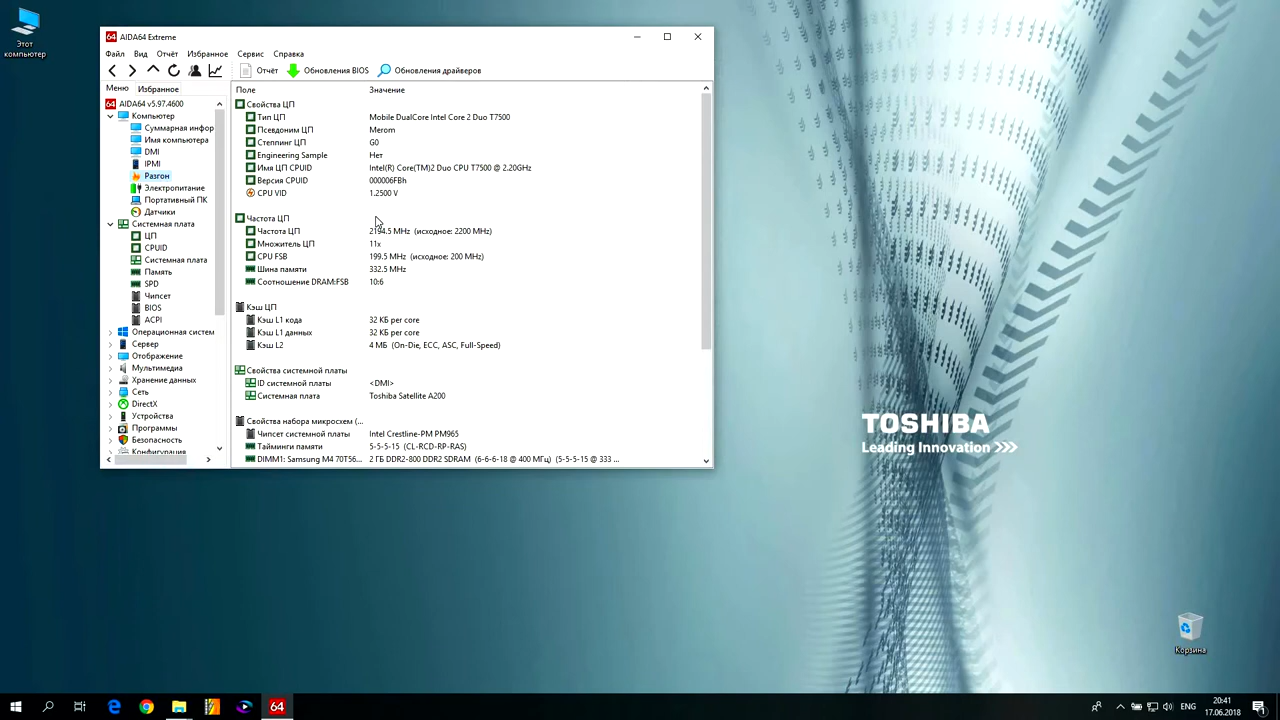 Этот компьютер
AIDA64 Extreme
Файл Вид Отчёт Избранное Сервис Справка
Отчёт Обновления BIOS Обновления драйверов
Меню Избранное
AIDA64 v5.97.4600
Компьютер
Суммарная инфор
Имя компьютера
DMI
IPMI
Разгон
Электропитание
Портативный ПК
Датчики
Системная плата
ЦП
CPUID
Системная плата
Память
SPD
Чипсет
BIOS
ACPI
Операционная систем
Сервер
Отображение
Мультимедиа
Хранение данных
Сеть
DirectX
Устройства
Программы
Безопасность
Конфигурация
Поле Значение
Свойства ЦП
Тип ЦП Mobile DualCore Intel Core 2 Duo T7500
Псевдоним ЦП Merom
Степпинг ЦП G0
Engineering Sample Нет
Имя ЦП CPUID Intel(R) Core(TM)2 Duo CPU T7500 @ 2.20GHz
Версия CPUID 000006FBh
CPU VID 1.2500 V
Частота ЦП
Частота ЦП 2194.5 MHz (исходное: 2200 MHz)
Множитель ЦП 11x
CPU FSB 199.5 MHz (исходное: 200 MHz)
Шина памяти 332.5 MHz
Соотношение DRAM:FSB 10:6
Кэш ЦП
Кэш L1 кода 32 КБ per core
Кэш L1 данных 32 КБ per core
Кэш L2 4 МБ (On-Die, ECC, ASC, Full-Speed)
Свойства системной платы
ID системной платы <DMI>
Системная плата Toshiba Satellite A200
Свойства набора микросхем (...
Чипсет системной платы Intel Crestline-PM PM965
Тайминги памяти 5-5-5-15 (CL-RCD-RP-RAS)
DIMM1: Samsung M4 70T56... 2 ГБ DDR2-800 DDR2 SDRAM (6-6-6-18 @ 400 МГц) (5-5-5-15 @ 333 ...
TOSHIBA
Leading Innovation >>>
Корзина
64
ENG
20:41
17.06.2018
1